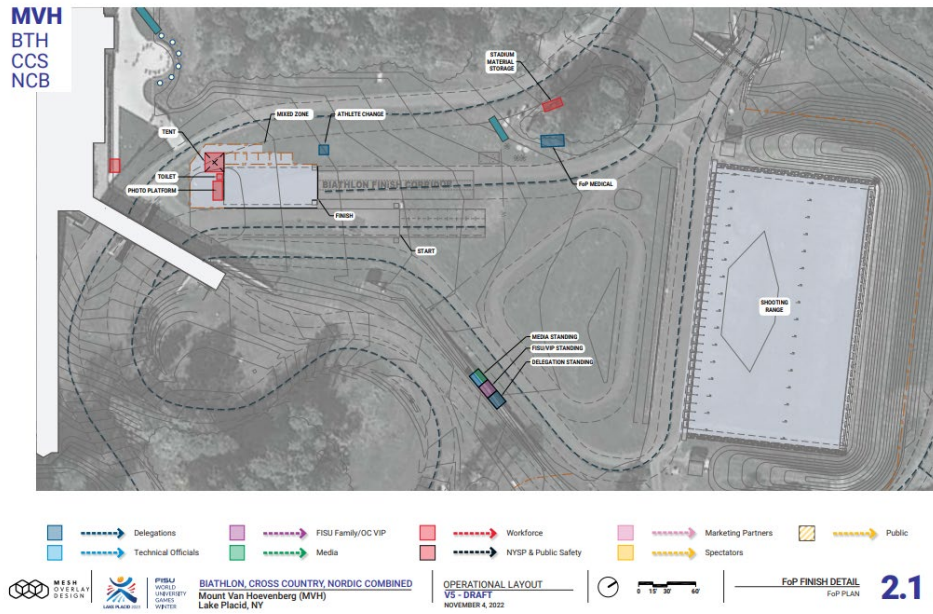 MVH
BTH
CCS
NCB
STADIUM
MATERIAL
STORAGE
MIXED ZONE
ATHLETE CHANGE
TENT
TOILET
PHOTO PLATFORM
BIATHLON FINISH CORRIDOR
FoP MEDICAL
FINISH
START
SHOOTING
RANGE
MEDIA STANDING
FISU/VIP STANDING
DELEGATION STANDING
Delegations
FISU Family/OC VIP
Workforce
Marketing Partners
Public
Technical Officials
Media
NYSP & Public Safety
Spectators
MESH
OVERLAY
DESIGN
LAKE PLACID 2023
FISU
WORLD
UNIVERSITY
GAMES
WINTER
BIATHLON, CROSS COUNTRY, NORDIC COMBINED
Mount Van Hoevenberg (MVH)
Lake Placid, NY
OPERATIONAL LAYOUT
V5 - DRAFT
NOVEMBER 4, 2022
0 15' 30' 60'
FoP FINISH DETAIL
FoP PLAN
2.1